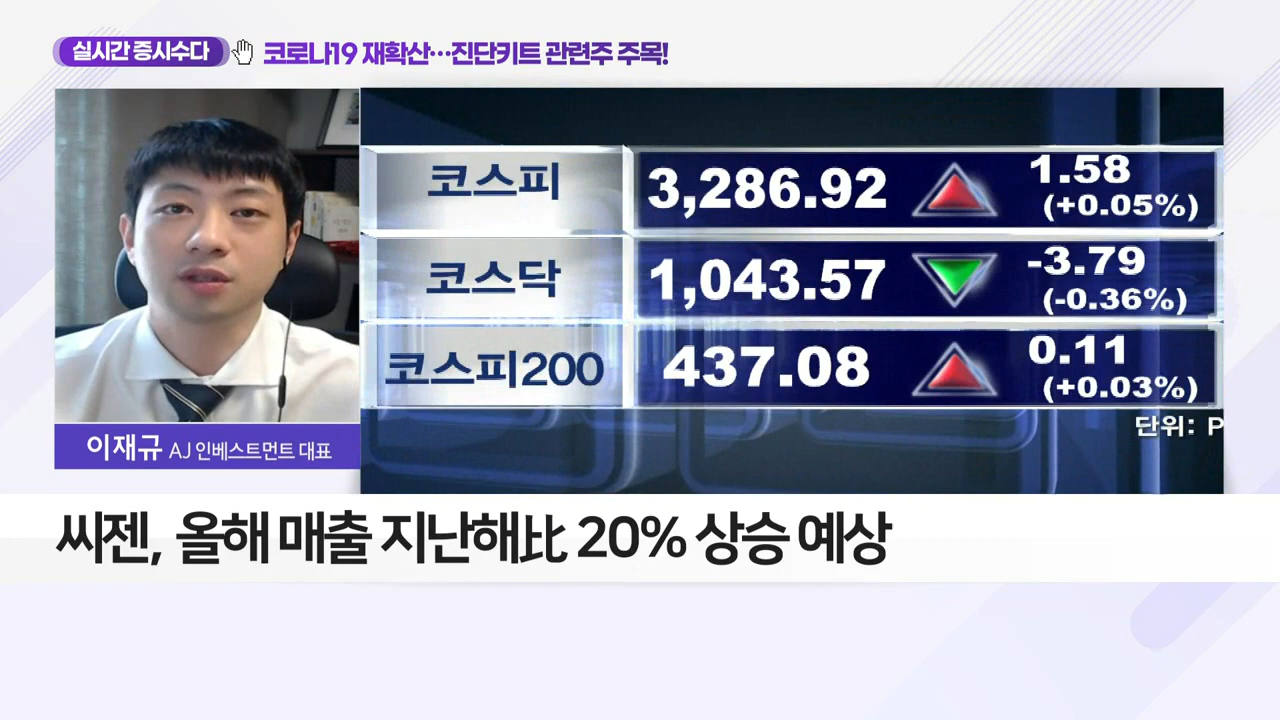 실시간 증시수다
코로나19 재확산…진단키트 관련주 주목!
코스피 3,286.92 1.58 (+0.05%)
코스닥 1,043.57 -3.79 (-0.36%)
코스피200 437.08 0.11 (+0.03%)
단위: P
이재규 AJ 인베스트먼트 대표
씨젠, 올해 매출 지난해比 20% 상승 예상